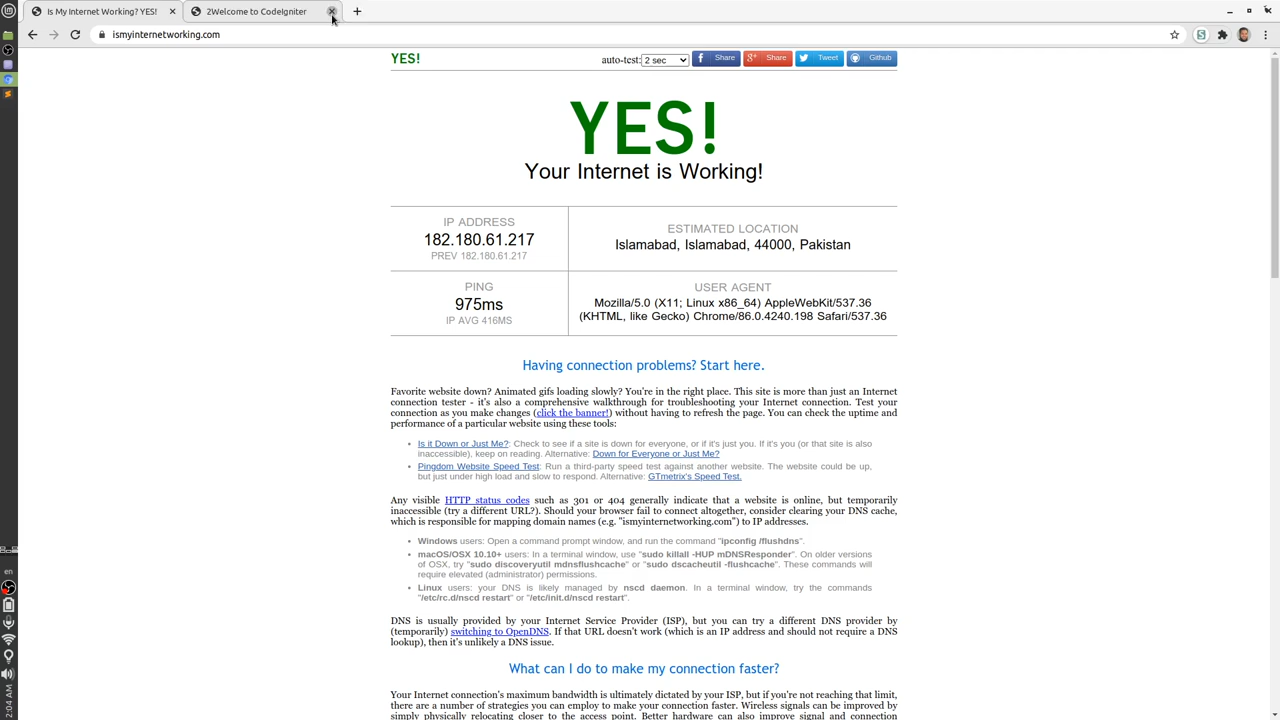 Is My Internet Working? YES!
2Welcome to CodeIgniter
ismyinternetworking.com
YES!
auto-test: 2 sec
Share
Share
Tweet
Github
YES!
Your Internet is Working!
IP ADDRESS
182.180.61.217
PREV 182.180.61.217
ESTIMATED LOCATION
Islamabad, Islamabad, 44000, Pakistan
PING
975ms
IP AVG 416MS
USER AGENT
Mozilla/5.0 (X11; Linux x86_64) AppleWebKit/537.36
(KHTML, like Gecko) Chrome/86.0.4240.198 Safari/537.36
Having connection problems? Start here.
Favorite website down? Animated gifs loading slowly? You're in the right place. This site is more than just an Internet
connection tester - it's also a comprehensive walkthrough for troubleshooting your Internet connection. Test your
connection as you make changes (click the banner!) without having to refresh the page. You can check the uptime and
performance of a particular website using these tools:
• Is it Down or Just Me?: Check to see if a site is down for everyone, or if it's just you. If it's you (or that site is also
inaccessible), keep on reading. Alternative: Down for Everyone or Just Me?
• Pingdom Website Speed Test: Run a third-party speed test against another website. The website could be up,
but just under high load and slow to respond. Alternative: GTmetrix's Speed Test.
Any visible HTTP status codes such as 301 or 404 generally indicate that a website is online, but temporarily
inaccessible (try a different URL?). Should your browser fail to connect altogether, consider clearing your DNS cache,
which is responsible for mapping domain names (e.g. "ismyinternetworking.com") to IP addresses.
• Windows users: Open a command prompt window, and run the command "ipconfig /flushdns".
• macOS/OSX 10.10+ users: In a terminal window, use "sudo killall -HUP mDNSResponder". On older versions
of OSX, try "sudo discoveryutil mdnsflushcache" or "sudo dscacheutil -flushcache". These commands will
require elevated (administrator) permissions.
• Linux users: your DNS is likely managed by nscd daemon. In a terminal window, try the commands
"/etc/rc.d/nscd restart" or "/etc/init.d/nscd restart".
DNS is usually provided by your Internet Service Provider (ISP), but you can try a different DNS provider by
(temporarily) switching to OpenDNS. If that URL doesn't work (which is an IP address and should not require a DNS
lookup), then it's unlikely a DNS issue.
What can I do to make my connection faster?
Your Internet connection's maximum bandwidth is ultimately dictated by your ISP, but if you're not reaching that limit,
there are a number of strategies you can employ to make your connection faster. Wireless signals can be improved by
simply physically relocating closer to the access point. Better hardware can also improve signal and connection
en
2:04 AM